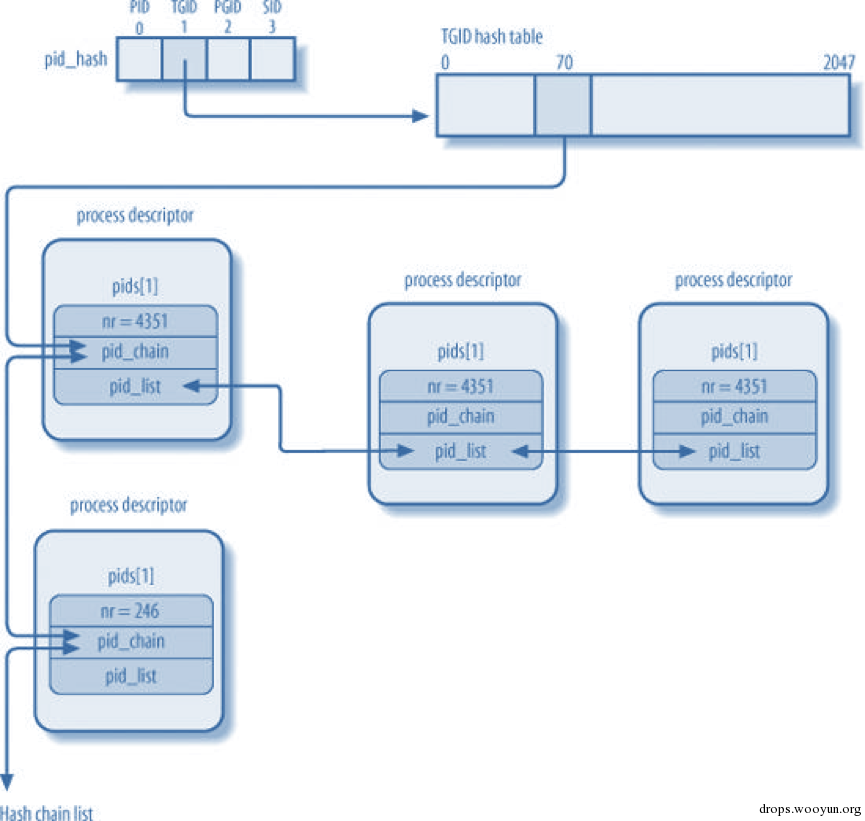 PID TGID PGID SID
0 1 2 3
pid_hash
TGID hash table
0 70 2047
process descriptor
pids[1]
nr = 4351
pid_chain
pid_list
process descriptor
pids[1]
nr = 4351
pid_chain
pid_list
process descriptor
pids[1]
nr = 4351
pid_chain
pid_list
process descriptor
pids[1]
nr = 246
pid_chain
pid_list
Hash chain list
drops.wooyun.org